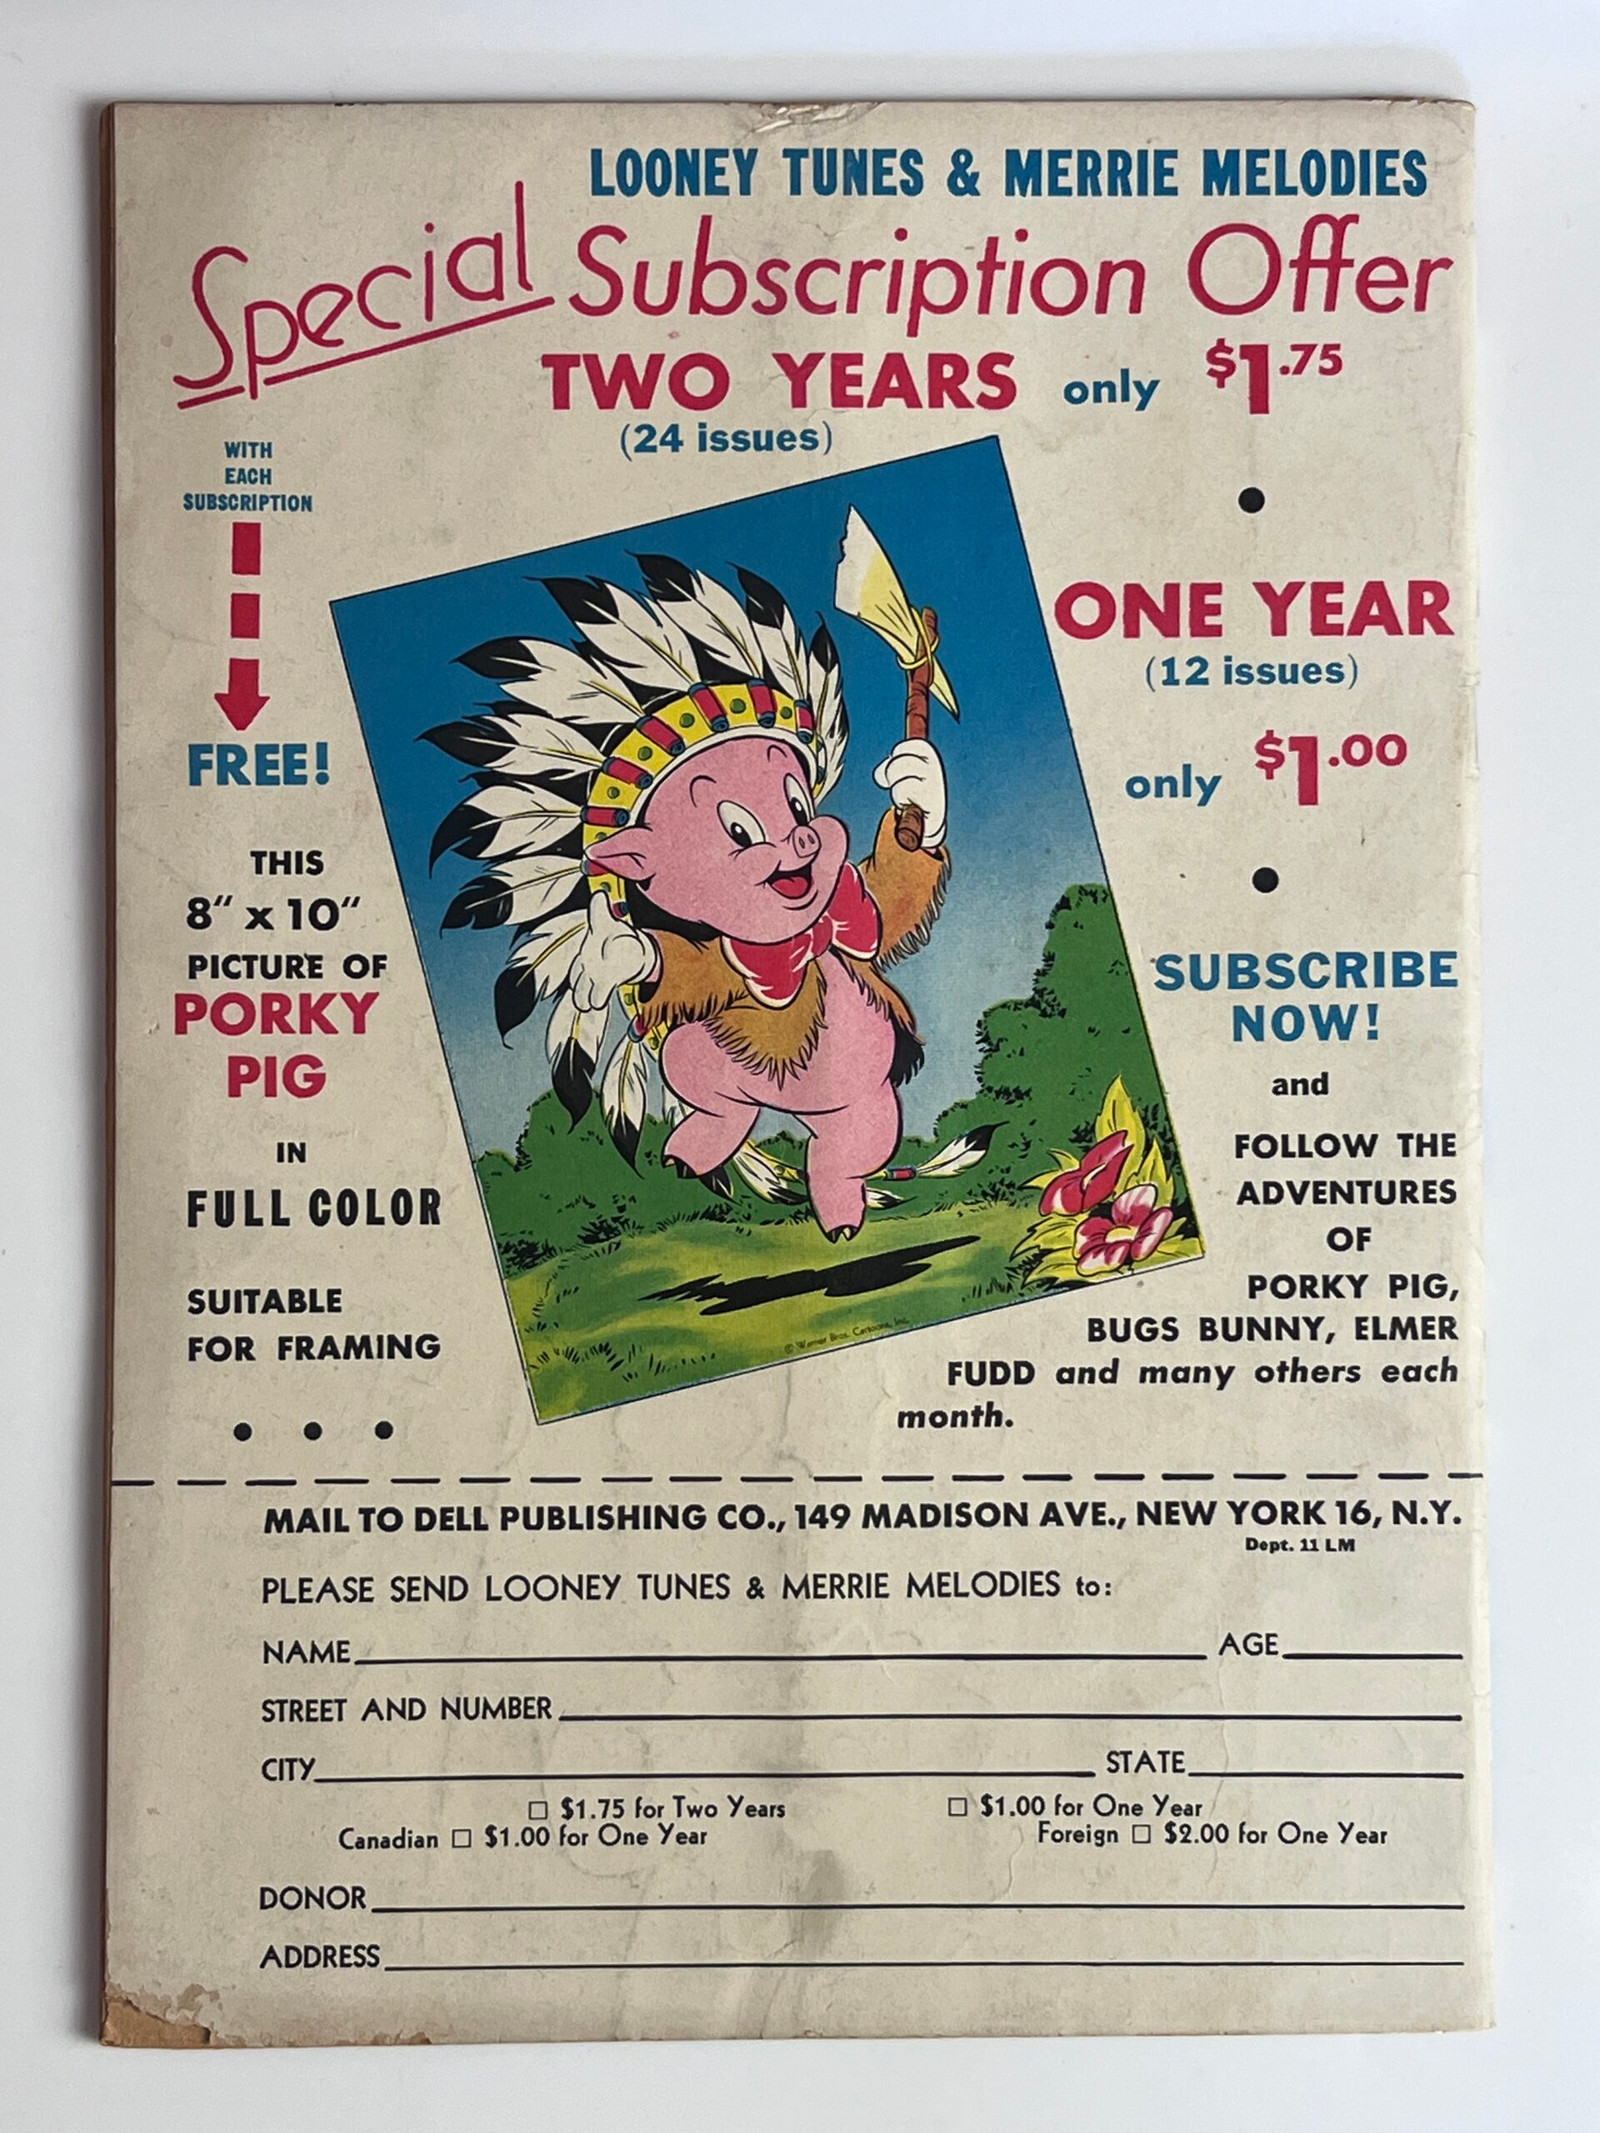 LOONEY TUNES & MERRIE MELODIES
Special Subscription Offer
TWO YEARS only $1.75
(24 issues)
WITH
EACH
SUBSCRIPTION
FREE!
THIS
8" x 10"
PICTURE OF
PORKY
PIG
IN
FULL COLOR
SUITABLE
FOR FRAMING
ONE YEAR
(12 issues)
only $1.00
SUBSCRIBE
NOW!
and
FOLLOW THE
ADVENTURES
OF
PORKY PIG,
BUGS BUNNY, ELMER
FUDD and many others each
month.
© Warner Bros. Cartoons, Inc.
MAIL TO DELL PUBLISHING CO., 149 MADISON AVE., NEW YORK 16, N.Y.
Dept. 11 LM
PLEASE SEND LOONEY TUNES & MERRIE MELODIES to:
NAME AGE
STREET AND NUMBER
CITY STATE
□ $1.75 for Two Years □ $1.00 for One Year
Canadian □ $1.00 for One Year Foreign □ $2.00 for One Year
DONOR
ADDRESS